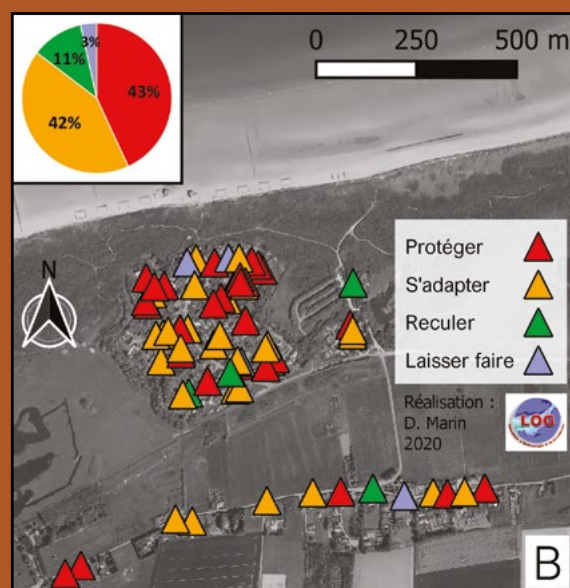 3%
11%
43%
42%
0 250 500 m
N
Protéger
S'adapter
Reculer
Laisser faire
Réalisation :
D. Marin
2020
LOG
B